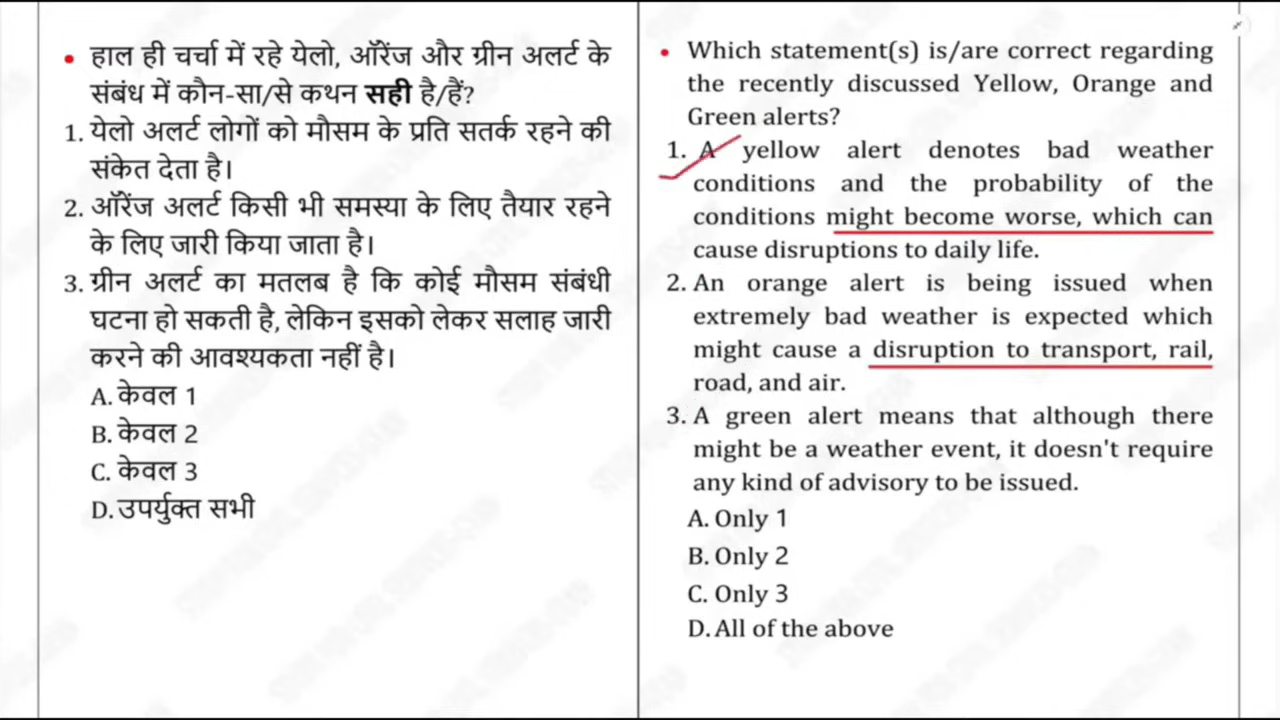 • हाल ही चर्चा में रहे येलो, ऑरेंज और ग्रीन अलर्ट के
संबंध में कौन-सा/से कथन सही है/हैं?
1. येलो अलर्ट लोगों को मौसम के प्रति सतर्क रहने की
संकेत देता है।
2. ऑरेंज अलर्ट किसी भी समस्या के लिए तैयार रहने
के लिए जारी किया जाता है।
3. ग्रीन अलर्ट का मतलब है कि कोई मौसम संबंधी
घटना हो सकती है, लेकिन इसको लेकर सलाह जारी
करने की आवश्यकता नहीं है।
A. केवल 1
B. केवल 2
C. केवल 3
D. उपर्युक्त सभी
• Which statement(s) is/are correct regarding
the recently discussed Yellow, Orange and
Green alerts?
1. A yellow alert denotes bad weather
conditions and the probability of the
conditions might become worse, which can
cause disruptions to daily life.
2. An orange alert is being issued when
extremely bad weather is expected which
might cause a disruption to transport, rail,
road, and air.
3. A green alert means that although there
might be a weather event, it doesn't require
any kind of advisory to be issued.
A. Only 1
B. Only 2
C. Only 3
D. All of the above